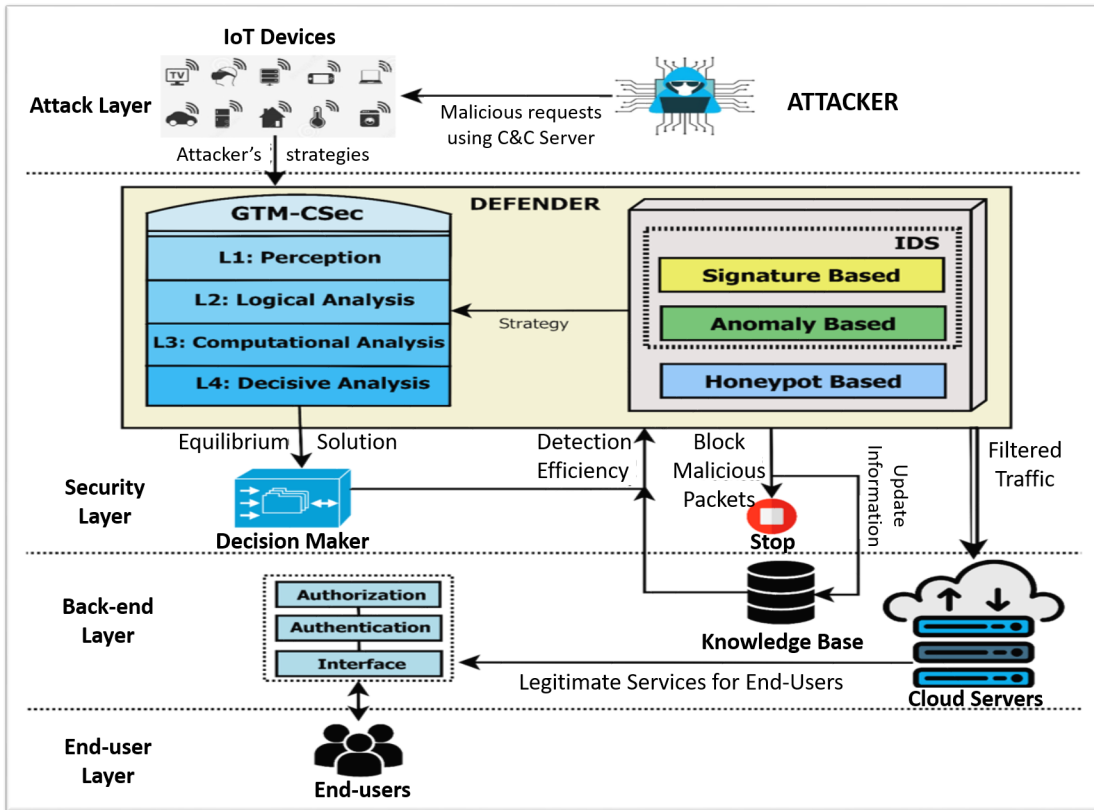 IoT Devices
TV
Attack Layer
Malicious requests
using C&C Server
ATTACKER
Attacker's strategies
DEFENDER
GTM-CSec
L1: Perception
L2: Logical Analysis
L3: Computational Analysis
L4: Decisive Analysis
Strategy
IDS
Signature Based
Anomaly Based
Honeypot Based
Equilibrium Solution
Detection
Efficiency
Block
Malicious
Packets
Update
Information
Filtered
Traffic
Security
Layer
Decision Maker
Stop
Back-end
Layer
Authorization
Authentication
Interface
Knowledge Base
Legitimate Services for End-Users
Cloud Servers
End-user
Layer
End-users